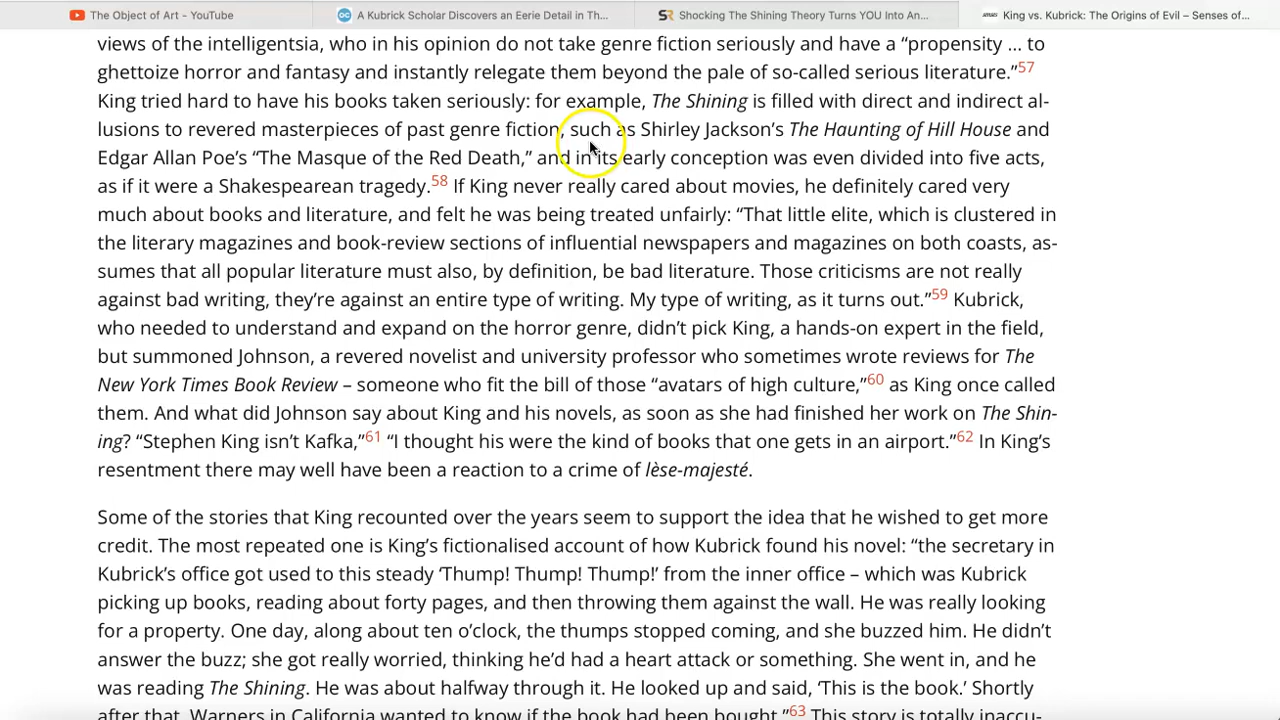 The Object of Art – YouTube
A Kubrick Scholar Discovers an Eerie Detail in Th...
Shocking The Shining Theory Turns YOU Into An...
King vs. Kubrick: The Origins of Evil – Senses of...
views of the intelligentsia, who in his opinion do not take genre fiction seriously and have a “propensity … to
ghettoize horror and fantasy and instantly relegate them beyond the pale of so-called serious literature.”57
King tried hard to have his books taken seriously: for example, The Shining is filled with direct and indirect al-
lusions to revered masterpieces of past genre fiction, such as Shirley Jackson’s The Haunting of Hill House and
Edgar Allan Poe’s “The Masque of the Red Death,” and in its early conception was even divided into five acts,
as if it were a Shakespearean tragedy.58 If King never really cared about movies, he definitely cared very
much about books and literature, and felt he was being treated unfairly: “That little elite, which is clustered in
the literary magazines and book-review sections of influential newspapers and magazines on both coasts, as-
sumes that all popular literature must also, by definition, be bad literature. Those criticisms are not really
against bad writing, they’re against an entire type of writing. My type of writing, as it turns out.”59 Kubrick,
who needed to understand and expand on the horror genre, didn’t pick King, a hands-on expert in the field,
but summoned Johnson, a revered novelist and university professor who sometimes wrote reviews for The
New York Times Book Review – someone who fit the bill of those “avatars of high culture,”60 as King once called
them. And what did Johnson say about King and his novels, as soon as she had finished her work on The Shin-
ing? “Stephen King isn’t Kafka,”61 “I thought his were the kind of books that one gets in an airport.”62 In King’s
resentment there may well have been a reaction to a crime of lèse-majesté.
Some of the stories that King recounted over the years seem to support the idea that he wished to get more
credit. The most repeated one is King’s fictionalised account of how Kubrick found his novel: “the secretary in
Kubrick’s office got used to this steady ‘Thump! Thump! Thump!’ from the inner office – which was Kubrick
picking up books, reading about forty pages, and then throwing them against the wall. He was really looking
for a property. One day, along about ten o’clock, the thumps stopped coming, and she buzzed him. He didn’t
answer the buzz; she got really worried, thinking he’d had a heart attack or something. She went in, and he
was reading The Shining. He was about halfway through it. He looked up and said, ‘This is the book.’ Shortly
after that, Warners in California wanted to know if the book had been bought.”63 This story is totally inaccu-